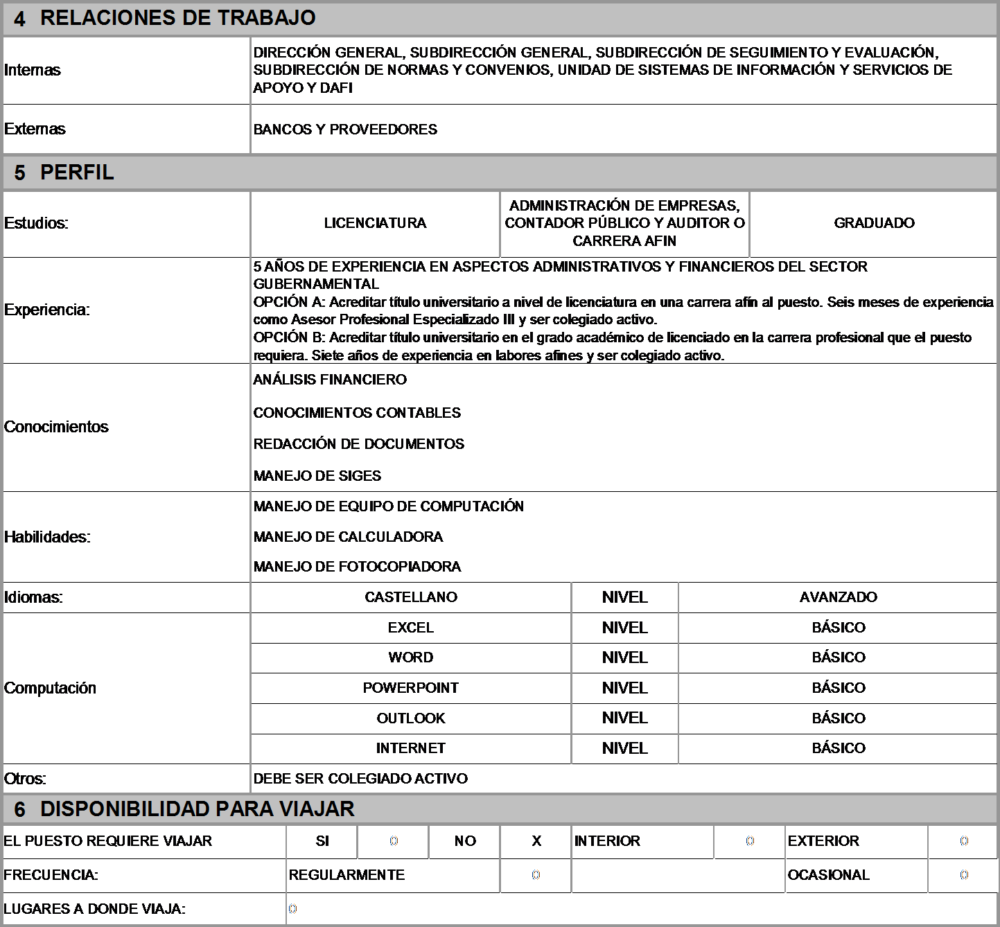 4 RELACIONES DE TRABAJO
Internas
DIRECCIÓN GENERAL, SUBDIRECCIÓN GENERAL, SUBDIRECCIÓN DE SEGUIMIENTO Y EVALUACIÓN,
SUBDIRECCIÓN DE NORMAS Y CONVENIOS, UNIDAD DE SISTEMAS DE INFORMACIÓN Y SERVICIOS DE
APOYO Y DAFI
Externas
BANCOS Y PROVEEDORES
5 PERFIL
Estudios:
LICENCIATURA
ADMINISTRACIÓN DE EMPRESAS,
CONTADOR PÚBLICO Y AUDITOR O
CARRERA AFIN
GRADUADO
Experiencia:
5 AÑOS DE EXPERIENCIA EN ASPECTOS ADMINISTRATIVOS Y FINANCIEROS DEL SECTOR
GUBERNAMENTAL
OPCIÓN A: Acreditar título universitario a nivel de licenciatura en una carrera afín al puesto. Seis meses de experiencia
como Asesor Profesional Especializado III y ser colegiado activo.
OPCIÓN B: Acreditar título universitario en el grado académico de licenciado en la carrera profesional que el puesto
requiera. Siete años de experiencia en labores afines y ser colegiado activo.
Conocimientos
ANÁLISIS FINANCIERO
CONOCIMIENTOS CONTABLES
REDACCIÓN DE DOCUMENTOS
MANEJO DE SIGES
Habilidades:
MANEJO DE EQUIPO DE COMPUTACIÓN
MANEJO DE CALCULADORA
MANEJO DE FOTOCOPIADORA
Idiomas: CASTELLANO NIVEL AVANZADO
Computación
EXCEL NIVEL BÁSICO
WORD NIVEL BÁSICO
POWERPOINT NIVEL BÁSICO
OUTLOOK NIVEL BÁSICO
INTERNET NIVEL BÁSICO
Otros: DEBE SER COLEGIADO ACTIVO
6 DISPONIBILIDAD PARA VIAJAR
EL PUESTO REQUIERE VIAJAR SI 0 NO X INTERIOR 0 EXTERIOR 0
FRECUENCIA: REGULARMENTE 0 OCASIONAL 0
LUGARES A DONDE VIAJA: 0